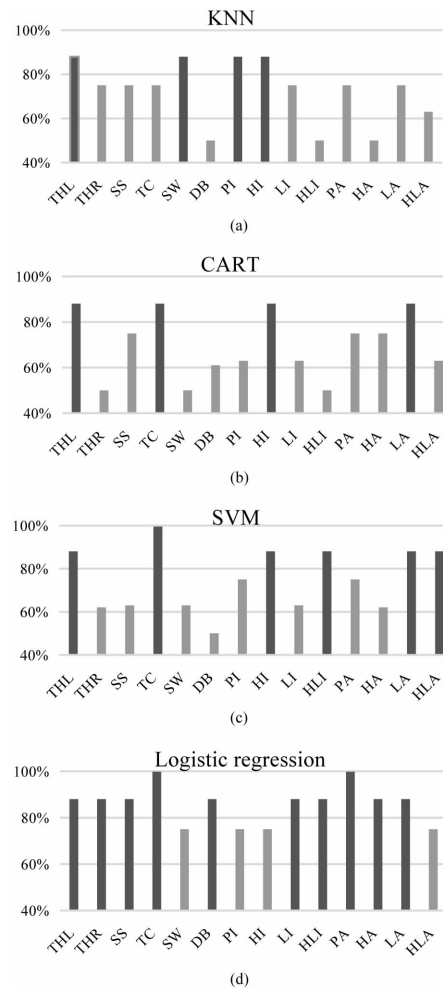 KNN
100%
80%
60%
40%
THL THR SS TC SW DB PI HI LI HLI PA HA LA HLA
(a)
CART
100%
80%
60%
40%
THL THR SS TC SW DB PI HI LI HLI PA HA LA HLA
(b)
SVM
100%
80%
60%
40%
THL THR SS TC SW DB PI HI LI HLI PA HA LA HLA
(c)
Logistic regression
100%
80%
60%
40%
THL THR SS TC SW DB PI HI LI HLI PA HA LA HLA
(d)